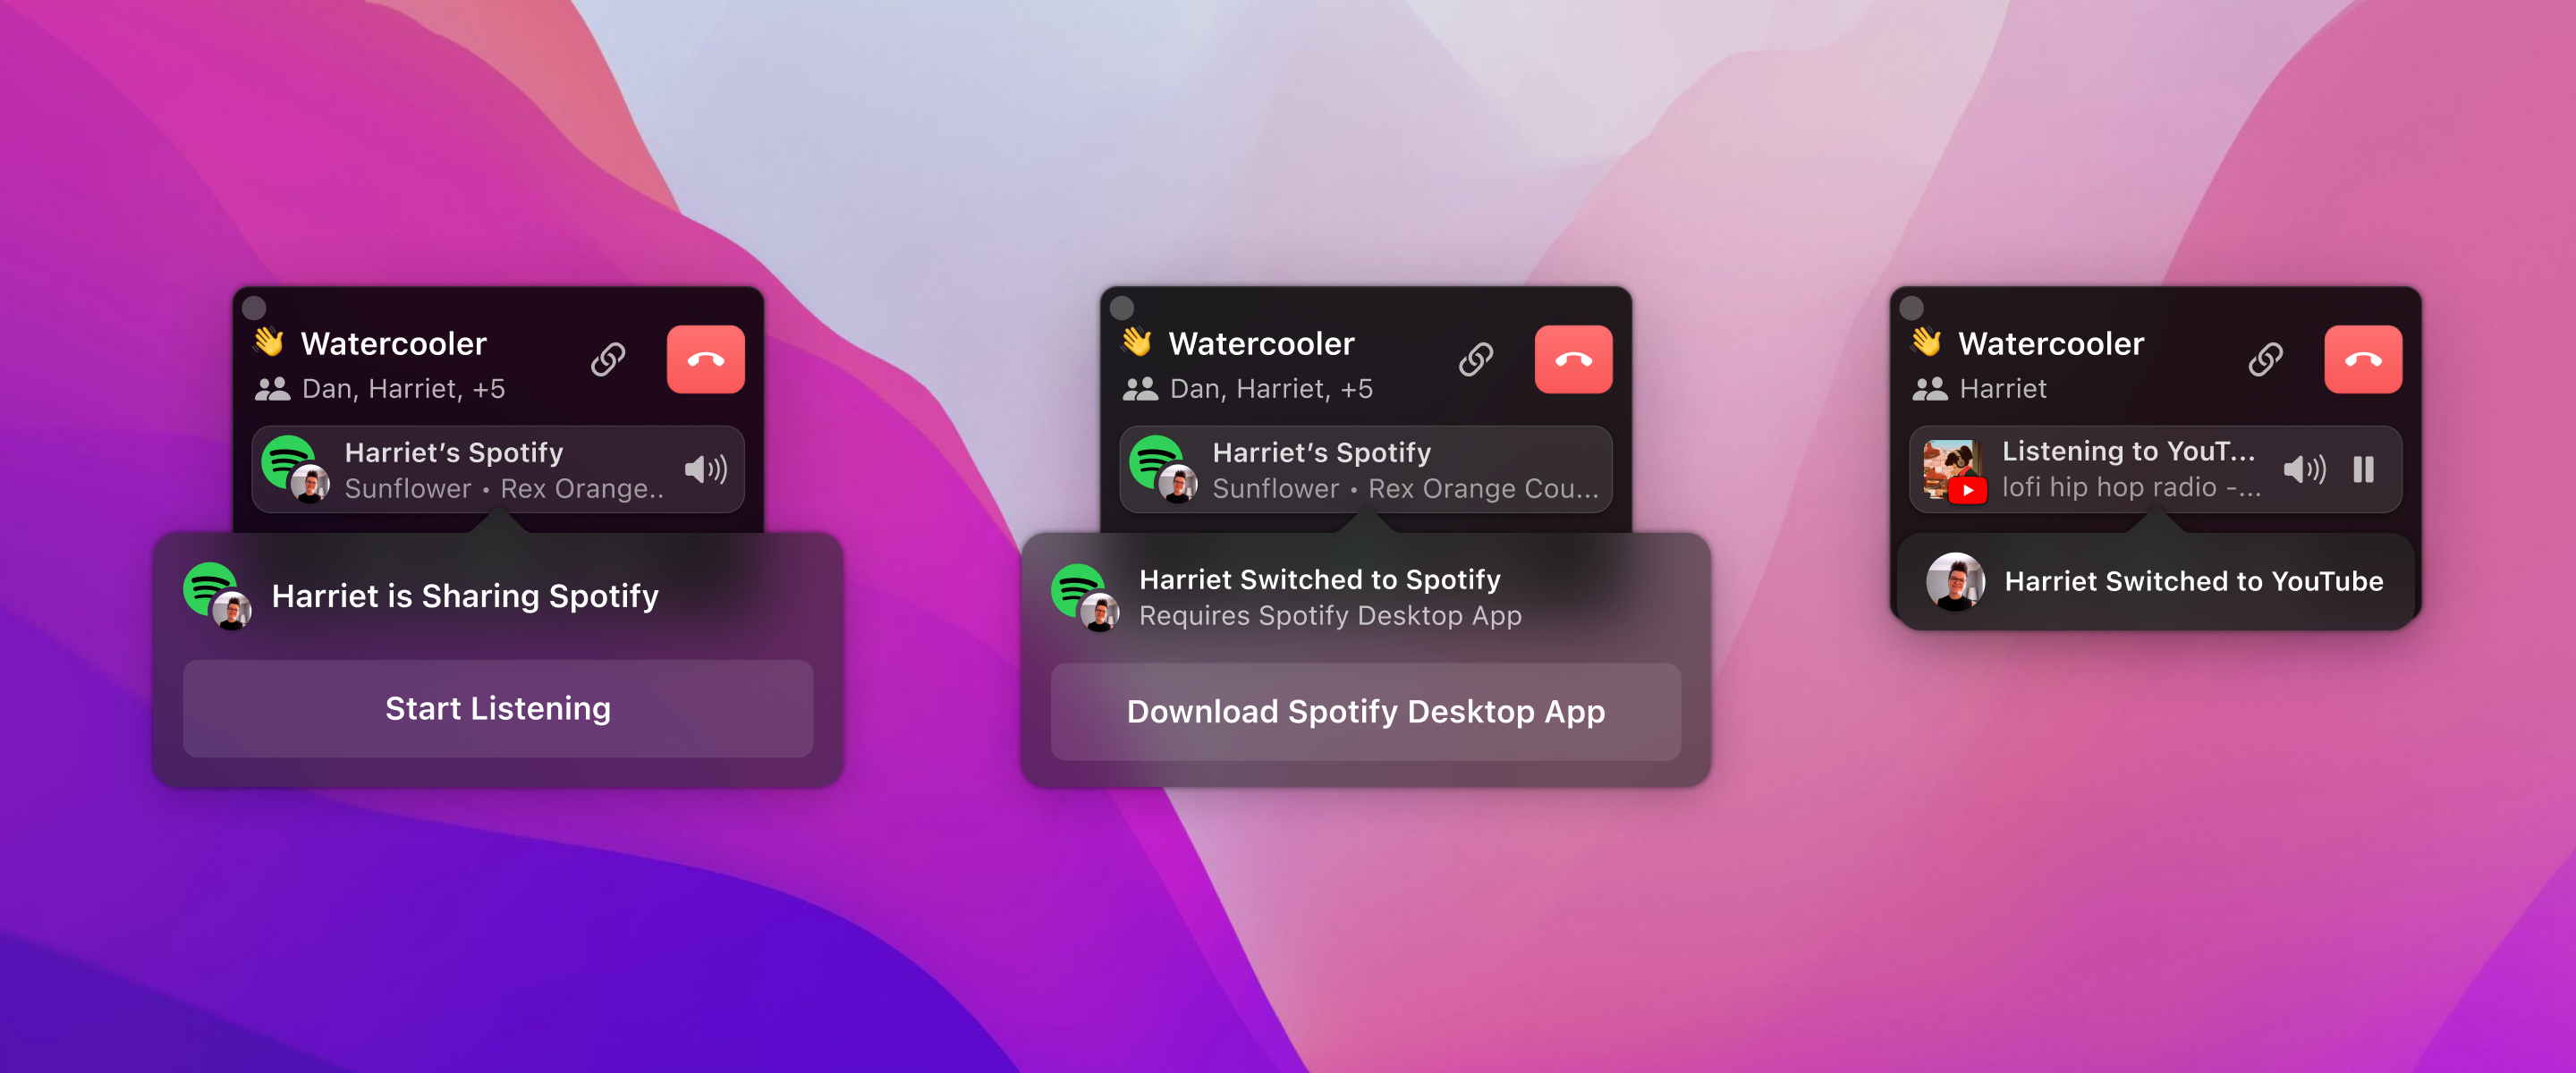 Watercooler
Dan, Harriet, +5
Harriet’s Spotify
Sunflower • Rex Orange..
Harriet is Sharing Spotify
Start Listening
Watercooler
Dan, Harriet, +5
Harriet’s Spotify
Sunflower • Rex Orange Cou...
Harriet Switched to Spotify
Requires Spotify Desktop App
Download Spotify Desktop App
Watercooler
Harriet
Listening to YouT...
lofi hip hop radio -...
Harriet Switched to YouTube